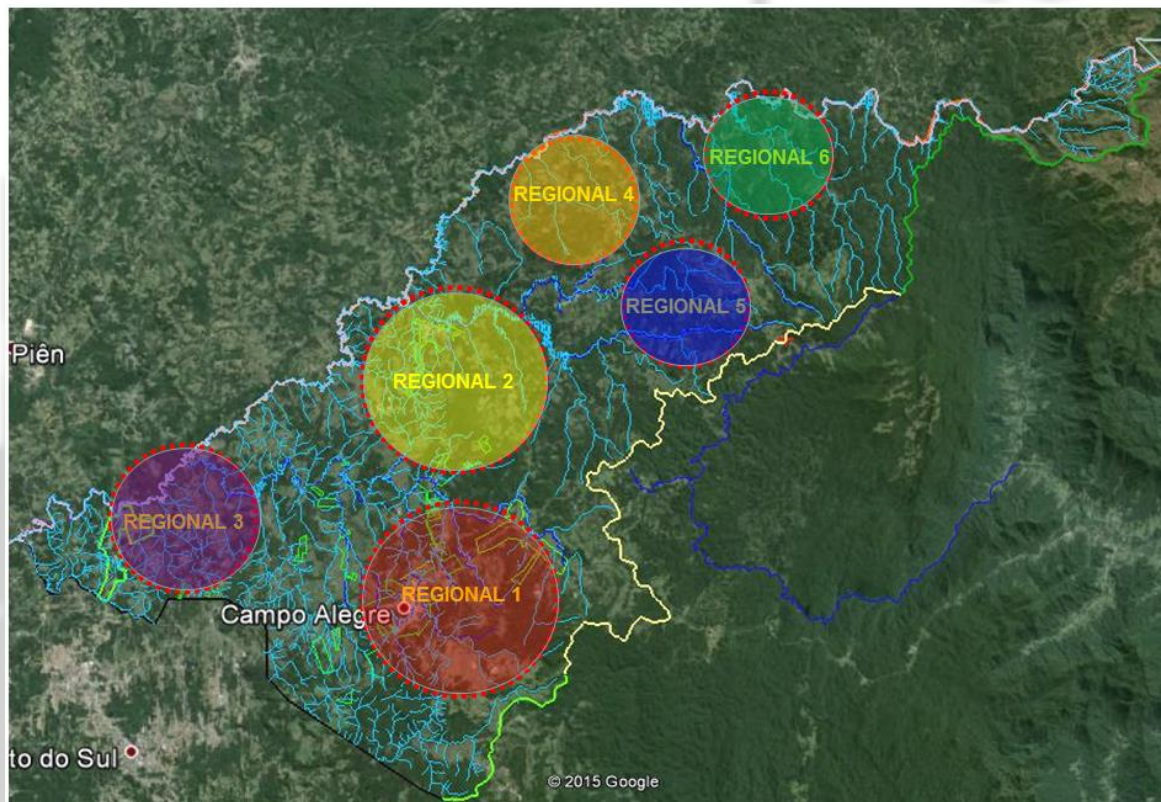 REGIONAL 6
REGIONAL 4
REGIONAL 5
Piên
REGIONAL 2
REGIONAL 3
REGIONAL 1
Campo Alegre
to do Sul
© 2015 Google